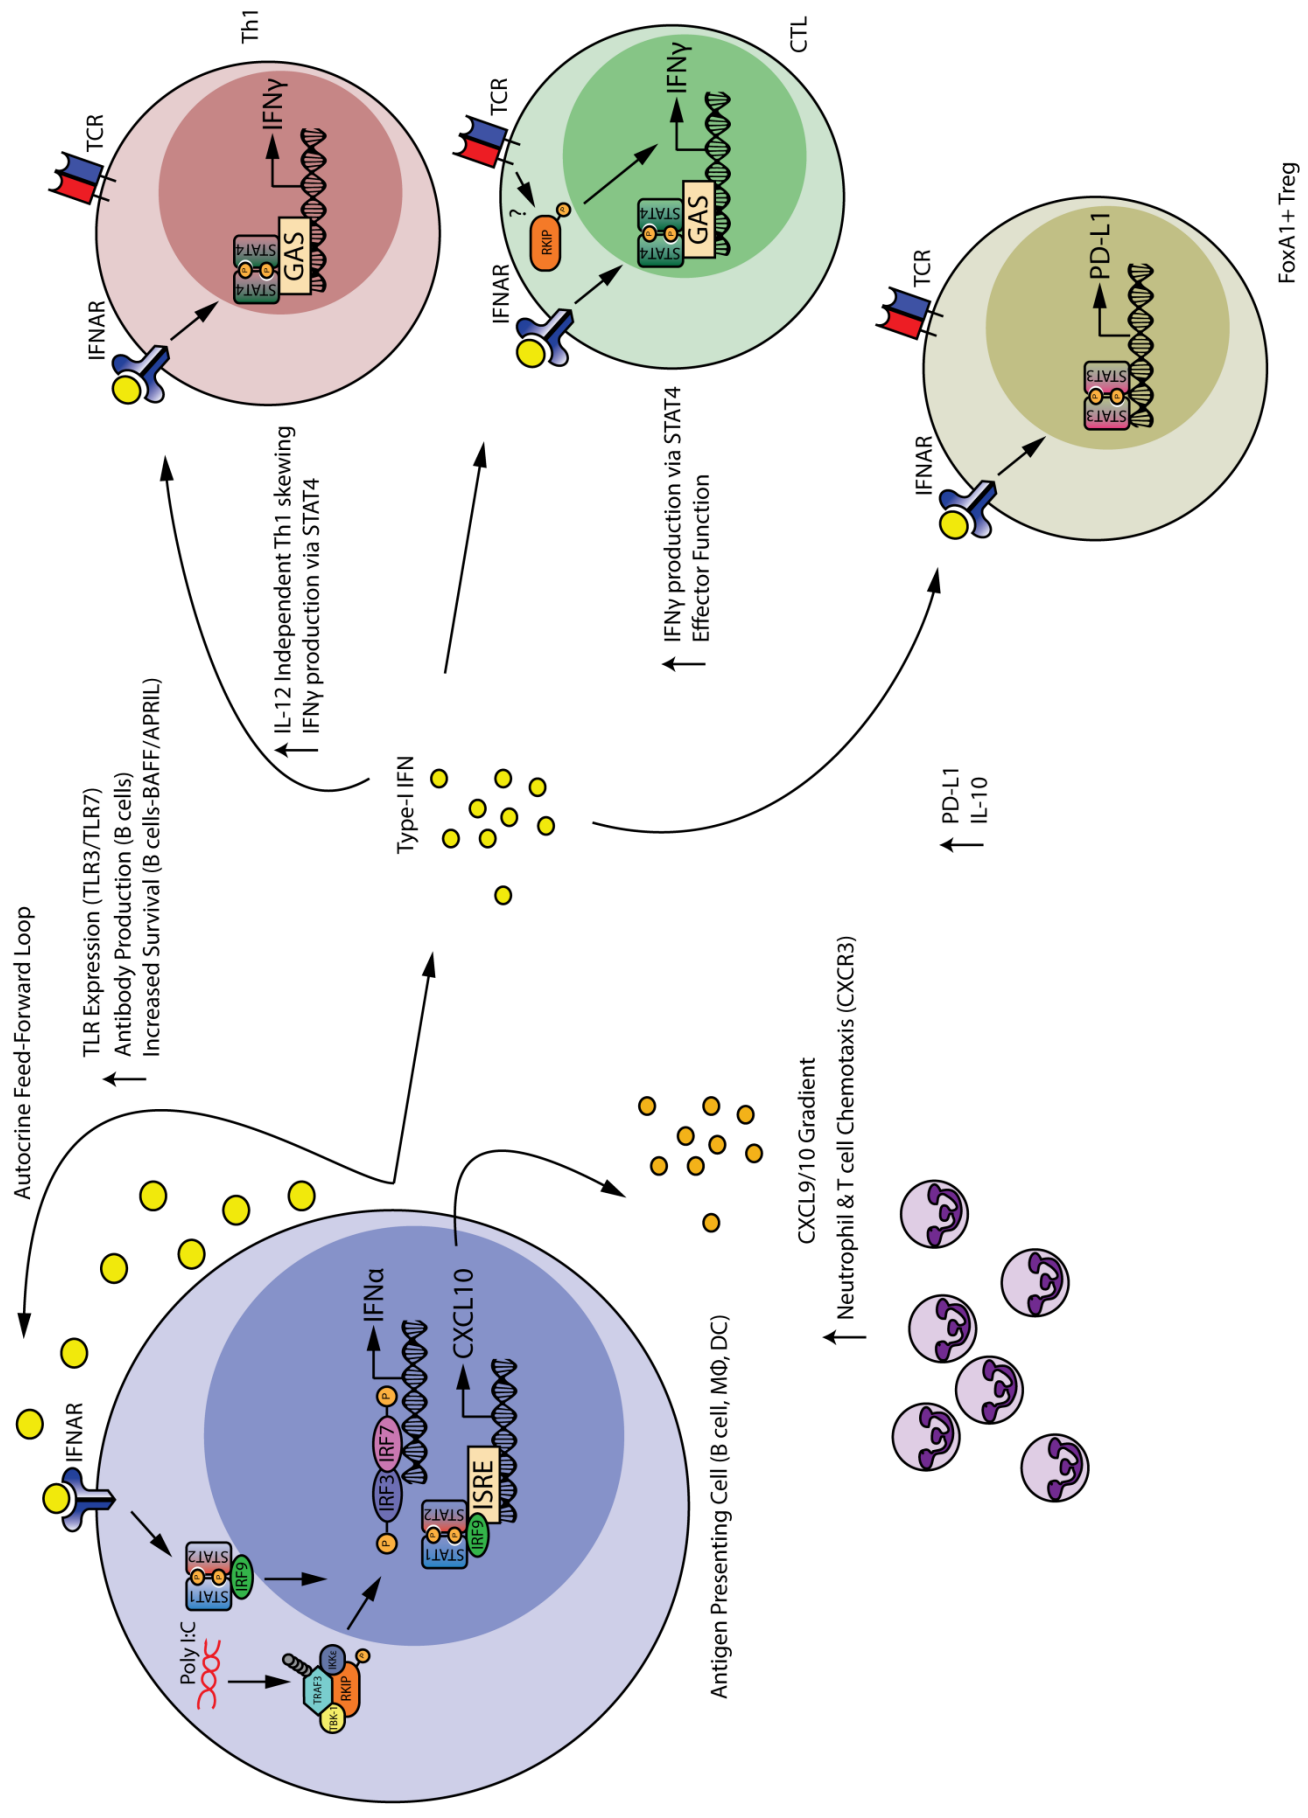 Autocrine Feed-Forward Loop
TLR Expression (TLR3/TLR7)
Antibody Production (B cells)
Increased Survival (B cells-BAFF/APRIL)
IFNAR
Poly I:C
STAT1
STAT2
P
P
IRF9
TRAF3
TBK-1
IKKε
RKIP
P
P
IRF3
IRF7
P
IFNα
STAT1
STAT2
P
P
IRF9
ISRE
CXCL10
Antigen Presenting Cell (B cell, MΦ, DC)
CXCL9/10 Gradient
Neutrophil & T cell Chemotaxis (CXCR3)
Type-I IFN
IL-12 Independent Th1 skewing
IFNγ production via STAT4
IFNγ production via STAT4
Effector Function
PD-L1
IL-10
IFNAR
TCR
STAT4
STAT4
P
P
GAS
IFNγ
Th1
IFNAR
TCR
?
RKIP
P
STAT4
STAT4
P
P
GAS
IFNγ
CTL
IFNAR
TCR
STAT3
STAT3
P
P
PD-L1
FoxA1+ Treg